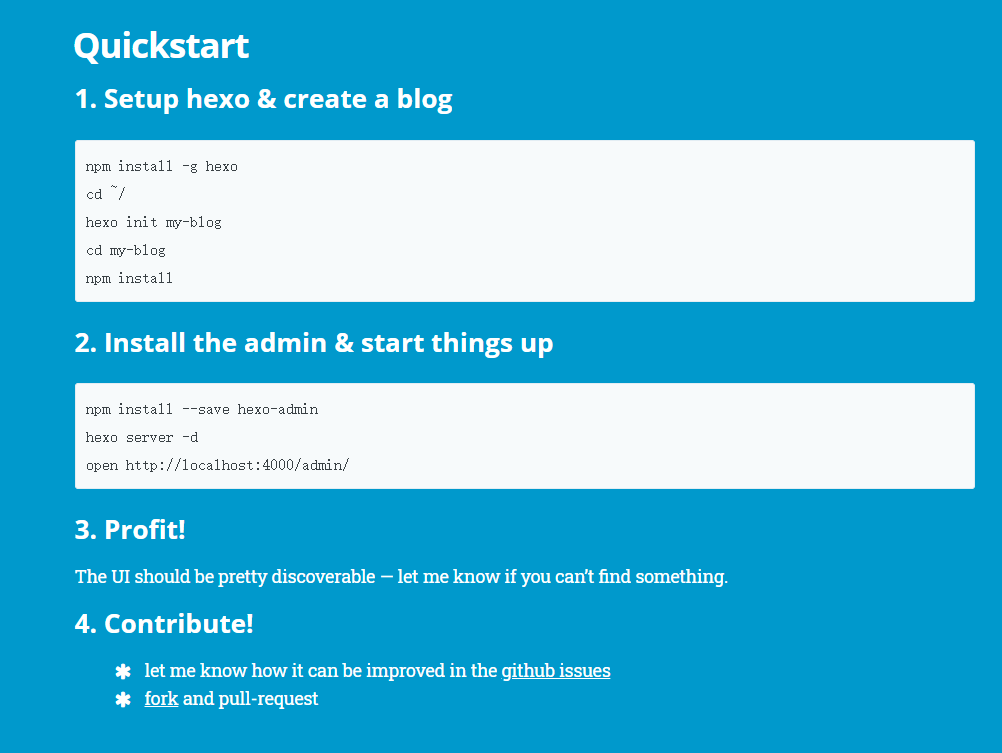 Quickstart
1. Setup hexo & create a blog
npm install -g hexo
cd ~/
hexo init my-blog
cd my-blog
npm install
2. Install the admin & start things up
npm install --save hexo-admin
hexo server -d
open http://localhost:4000/admin/
3. Profit!
The UI should be pretty discoverable — let me know if you can’t find something.
4. Contribute!
✱ let me know how it can be improved in the github issues
✱ fork and pull-request